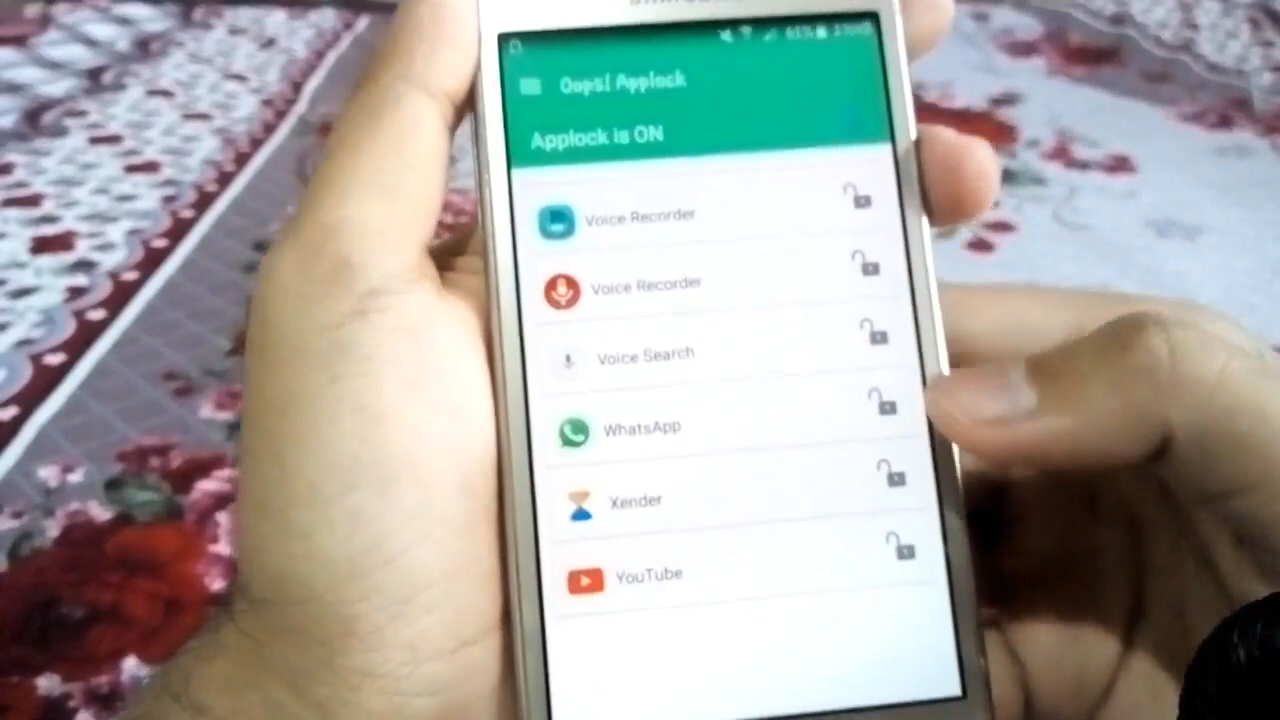 Oops! Applock
Applock is ON
Voice Recorder
Voice Recorder
Voice Search
WhatsApp
Xender
YouTube